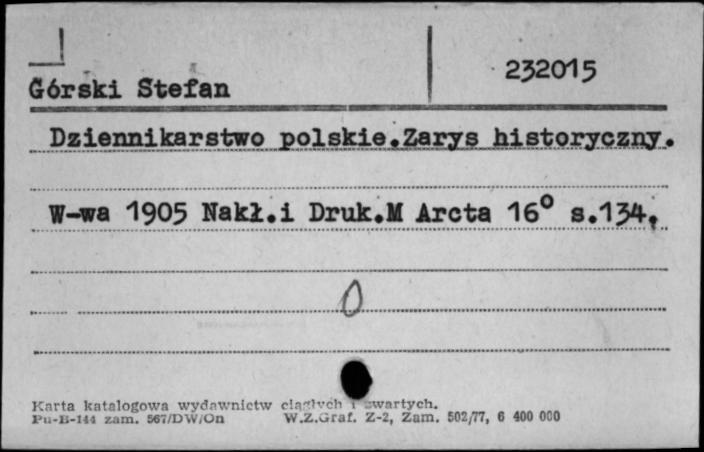 232015
Górski Stefan
Dziennikarstwo polskie.Zarys historyczny.
W-wa 1905 Nakł.i Druk.M Arcta 16° s.134.
0
Karta katalogowa wydawnictw ciągłych i zwartych.
Pu-B-144 zam. 567/DW/On W.Z.Graf. Z-2, Zam. 502/77, 6 400 000